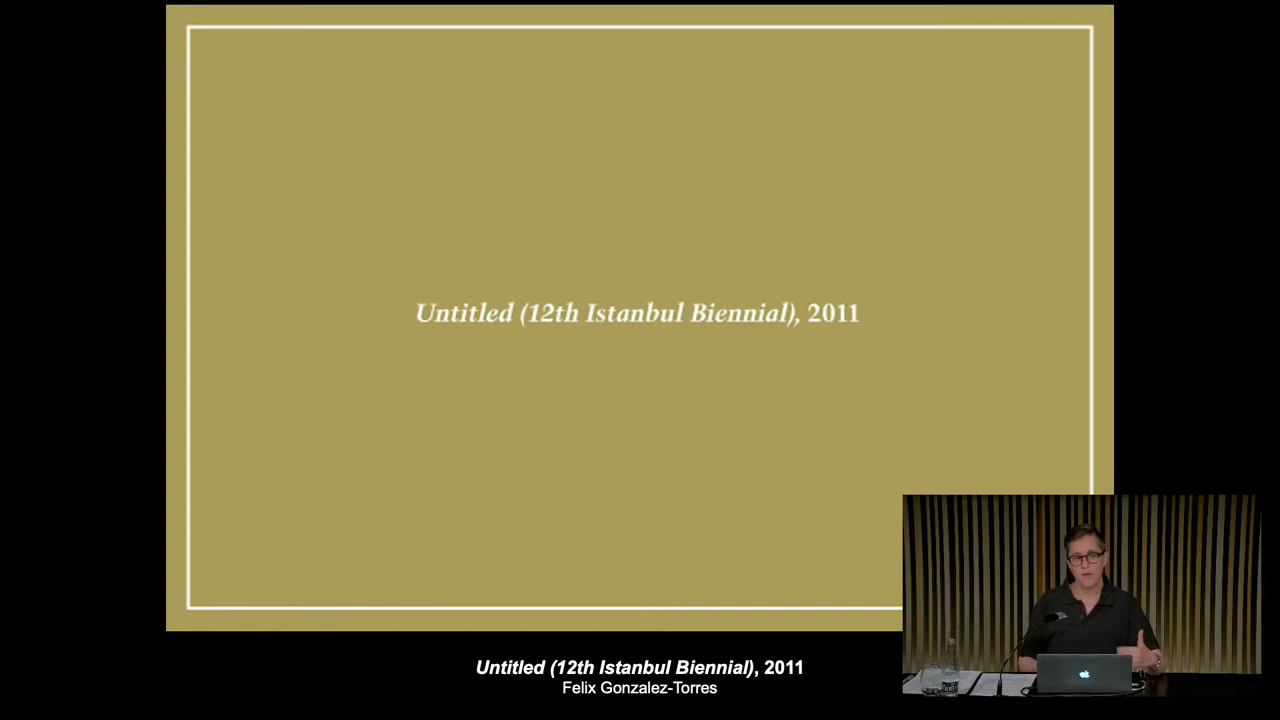 Untitled (12th Istanbul Biennial), 2011
Untitled (12th Istanbul Biennial), 2011
Felix Gonzalez-Torres